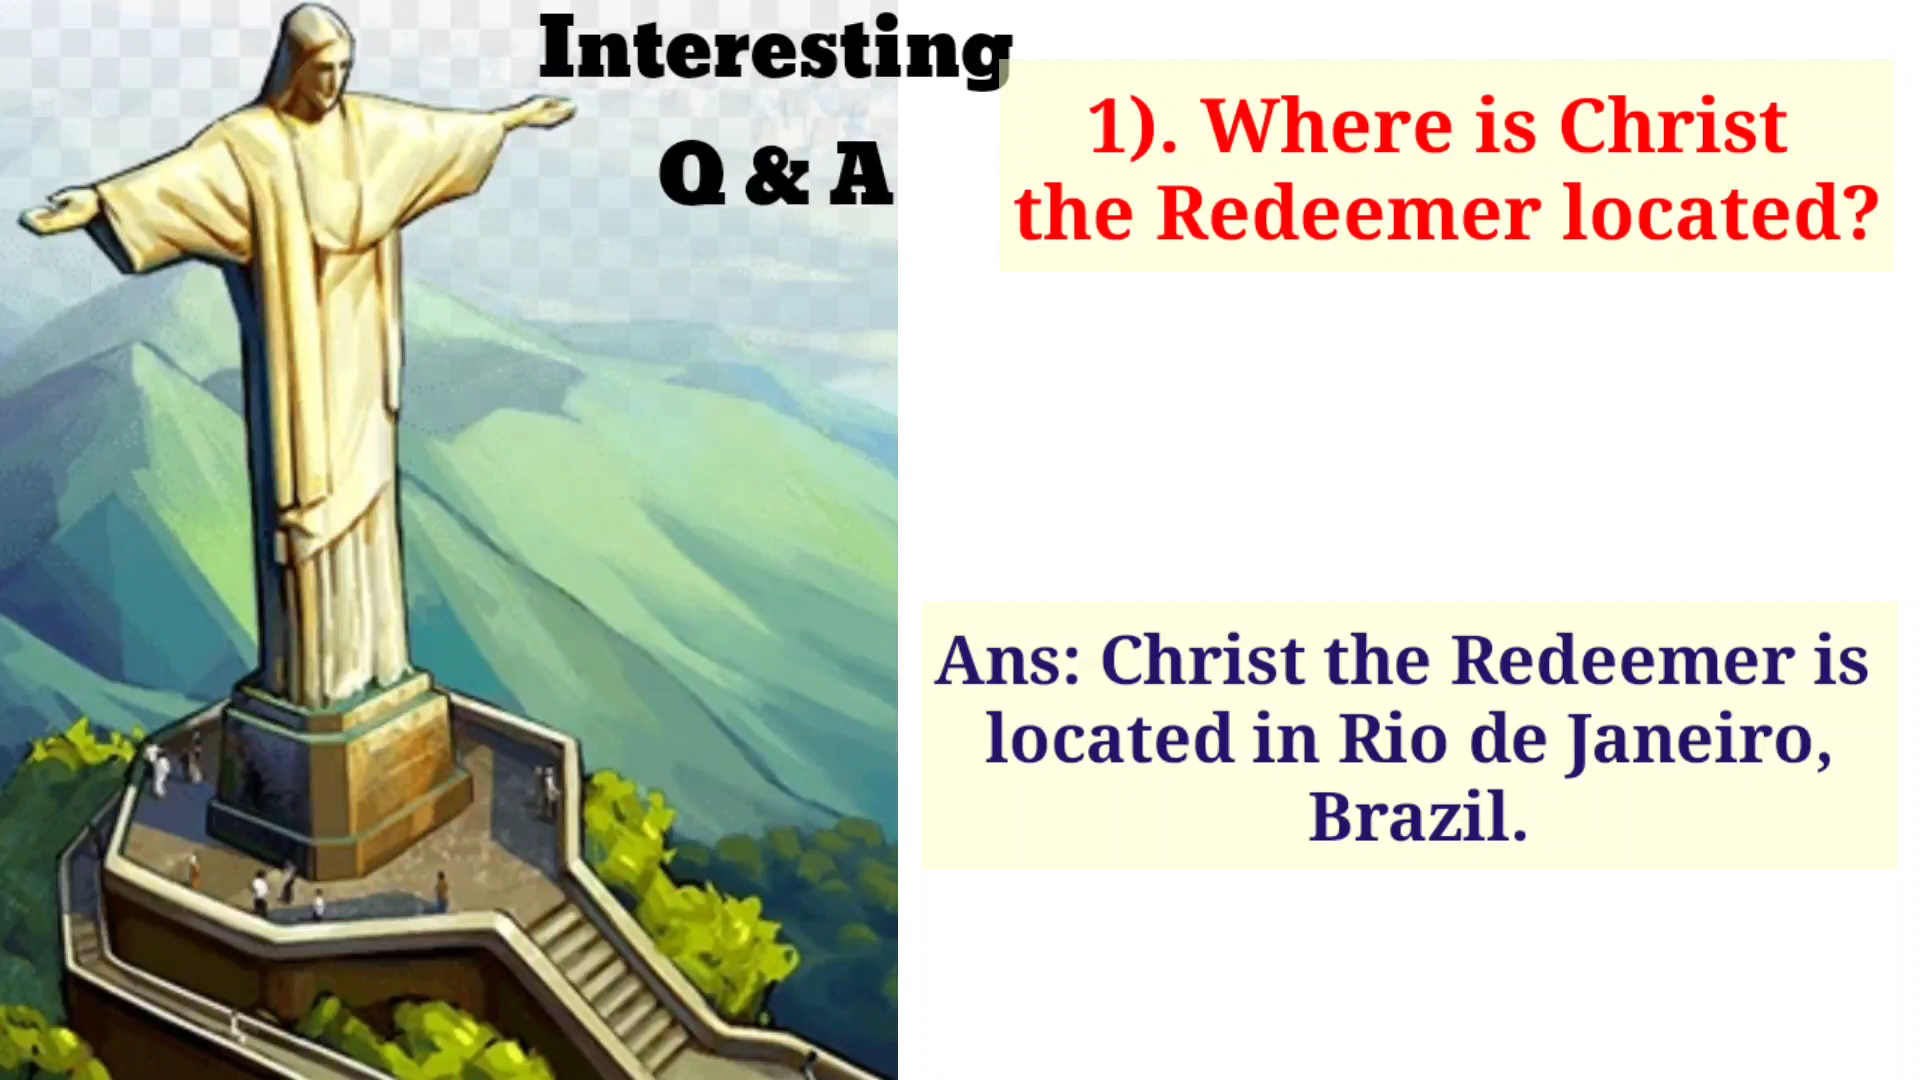 Interesting
Q & A
1). Where is Christ
the Redeemer located?
Ans: Christ the Redeemer is
located in Rio de Janeiro,
Brazil.